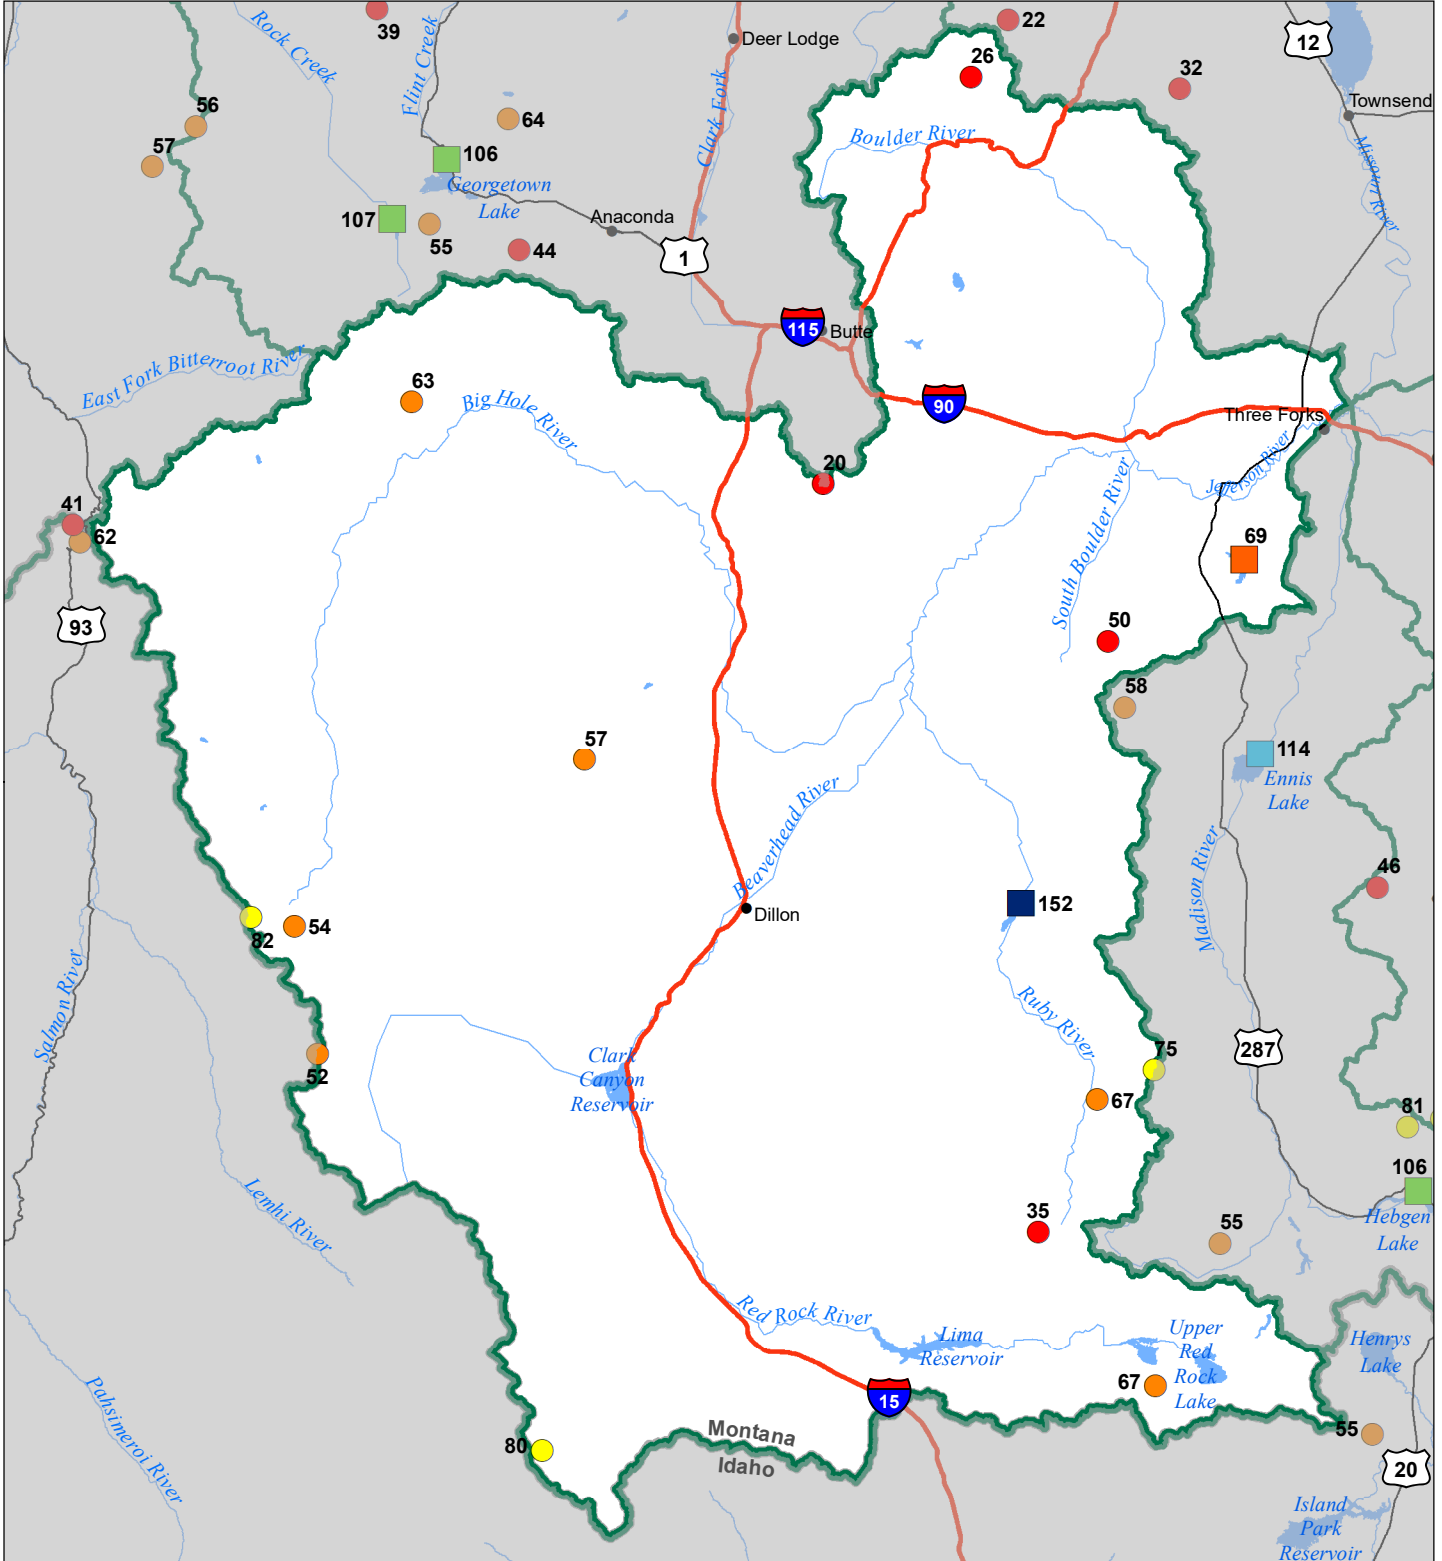 39
22
Deer Lodge
12
Rock Creek
Flint Creek
26
32
Clark Fork
Townsend
56
64
57
Boulder River
106
Missouri River
Georgetown
Lake
107
Anaconda
55
44
1
115
Butte
East Fork Bitterroot River
63
Big Hole River
90
Three Forks
20
Jefferson River
South Boulder River
41
62
69
93
50
58
57
114
Ennis
Lake
Beaverhead River
Madison River
46
82
54
Dillon
152
Salmon River
Ruby River
287
52
Clark
Canyon
Reservoir
75
67
81
106
Hebgen
Lake
Lemhi River
35
55
Red Rock River
Lima
Reservoir
Upper
Red
Rock
Lake
Henrys
Lake
67
15
Pahsimeroi River
80
Montana
Idaho
55
20
Island
Park
Reservoir